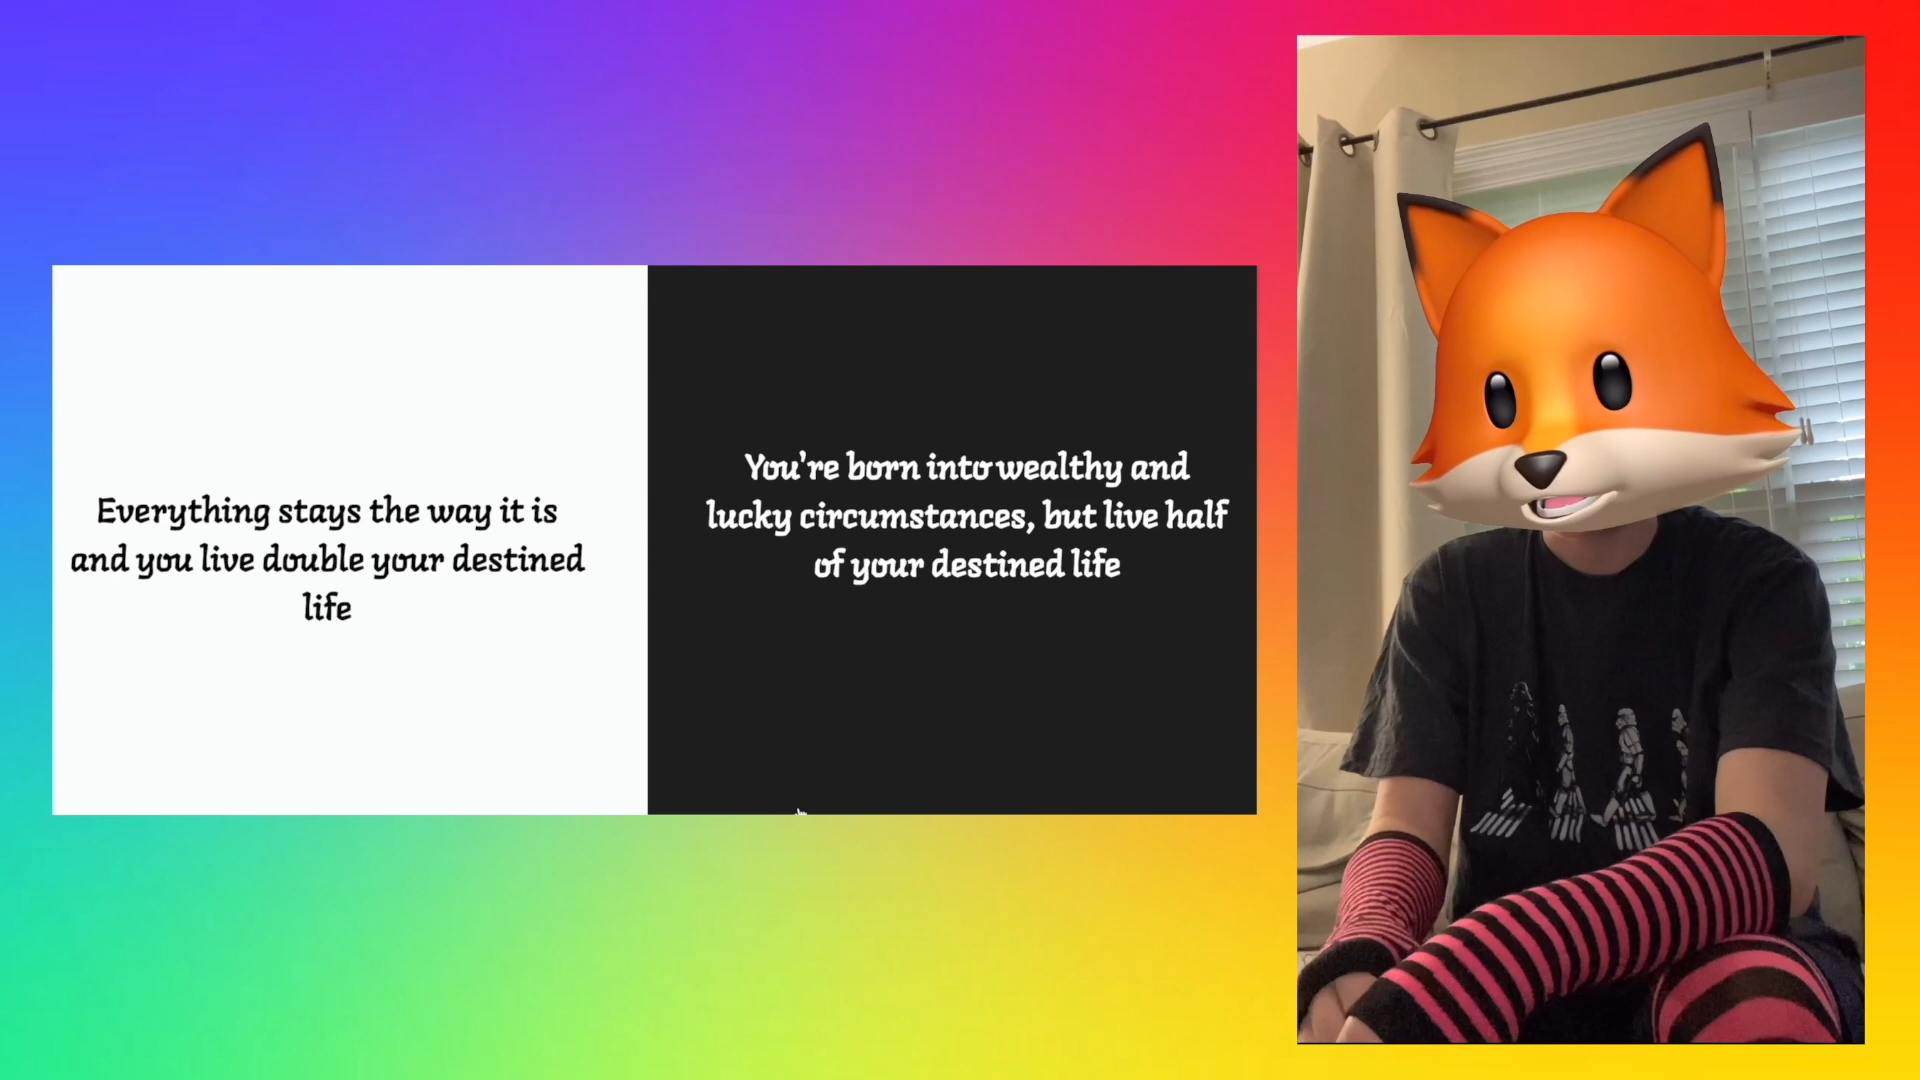 Everything stays the way it is
and you live double your destined
life
You're born into wealthy and
lucky circumstances, but live half
of your destined life